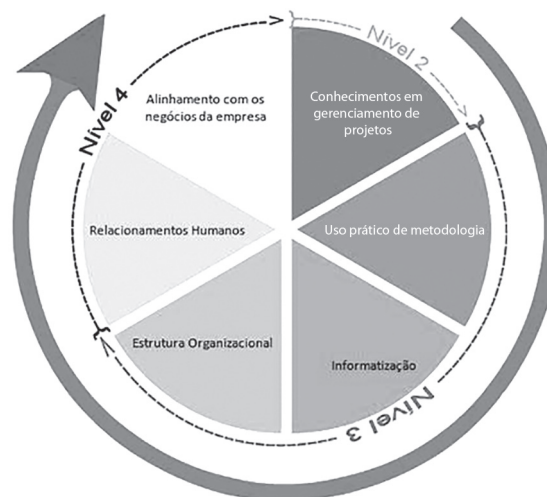 Nível 2
Conhecimentos em
gerenciamento de
projetos
Uso prático de metodologia
Informatização
Nível 3
Estrutura Organizacional
Relacionamentos Humanos
Nível 4
Alinhamento com os
negócios da empresa